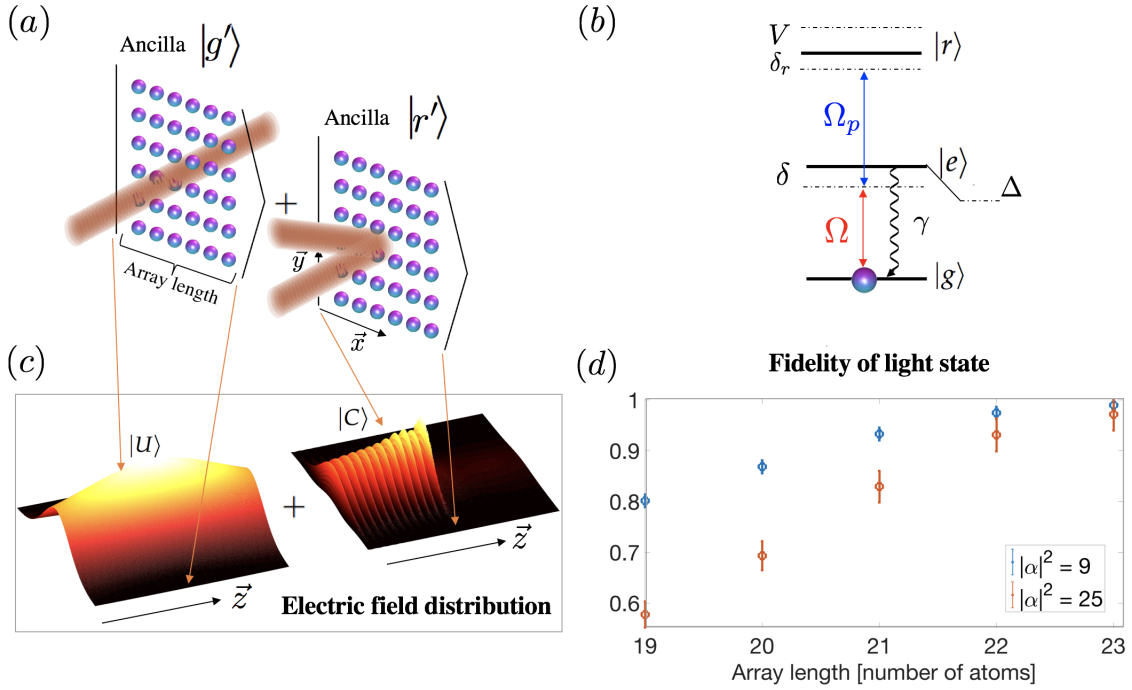 (a)
Ancilla |g′⟩
Ancilla |r′⟩
+
Array length
y⃗
x⃗
(b)
V
δr
|r⟩
Ωp
δ
|e⟩
Δ
Ω
γ
|g⟩
(c)
|U⟩
|C⟩
+
z⃗
z⃗
Electric field distribution
(d)
Fidelity of light state
1
0.9
0.8
0.7
0.6
|α|² = 9
|α|² = 25
19 20 21 22 23
Array length [number of atoms]